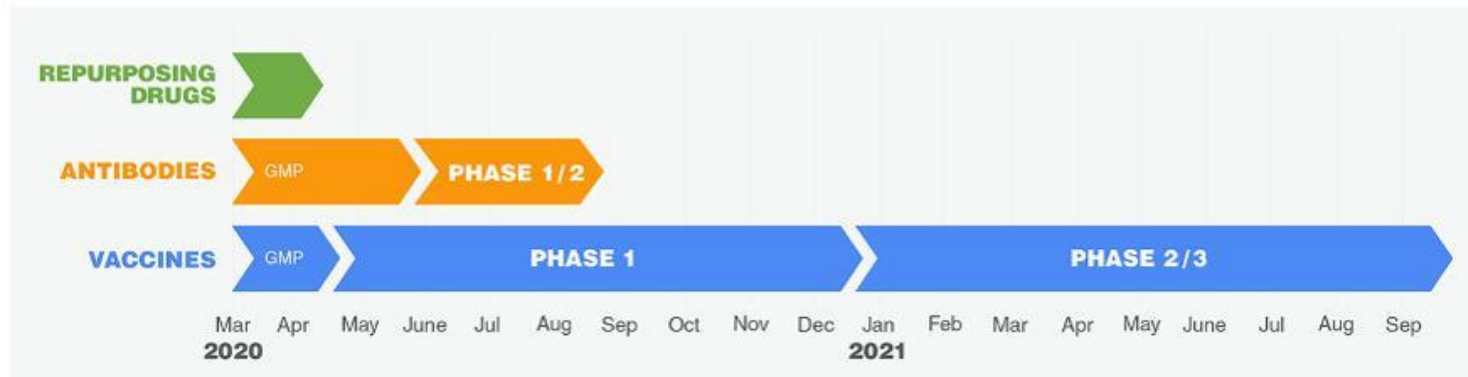 REPURPOSING
DRUGS
ANTIBODIES
GMP
PHASE 1/2
VACCINES
GMP
PHASE 1
PHASE 2/3
Mar Apr May June Jul Aug Sep Oct Nov Dec Jan Feb Mar Apr May June Jul Aug Sep
2020 2021